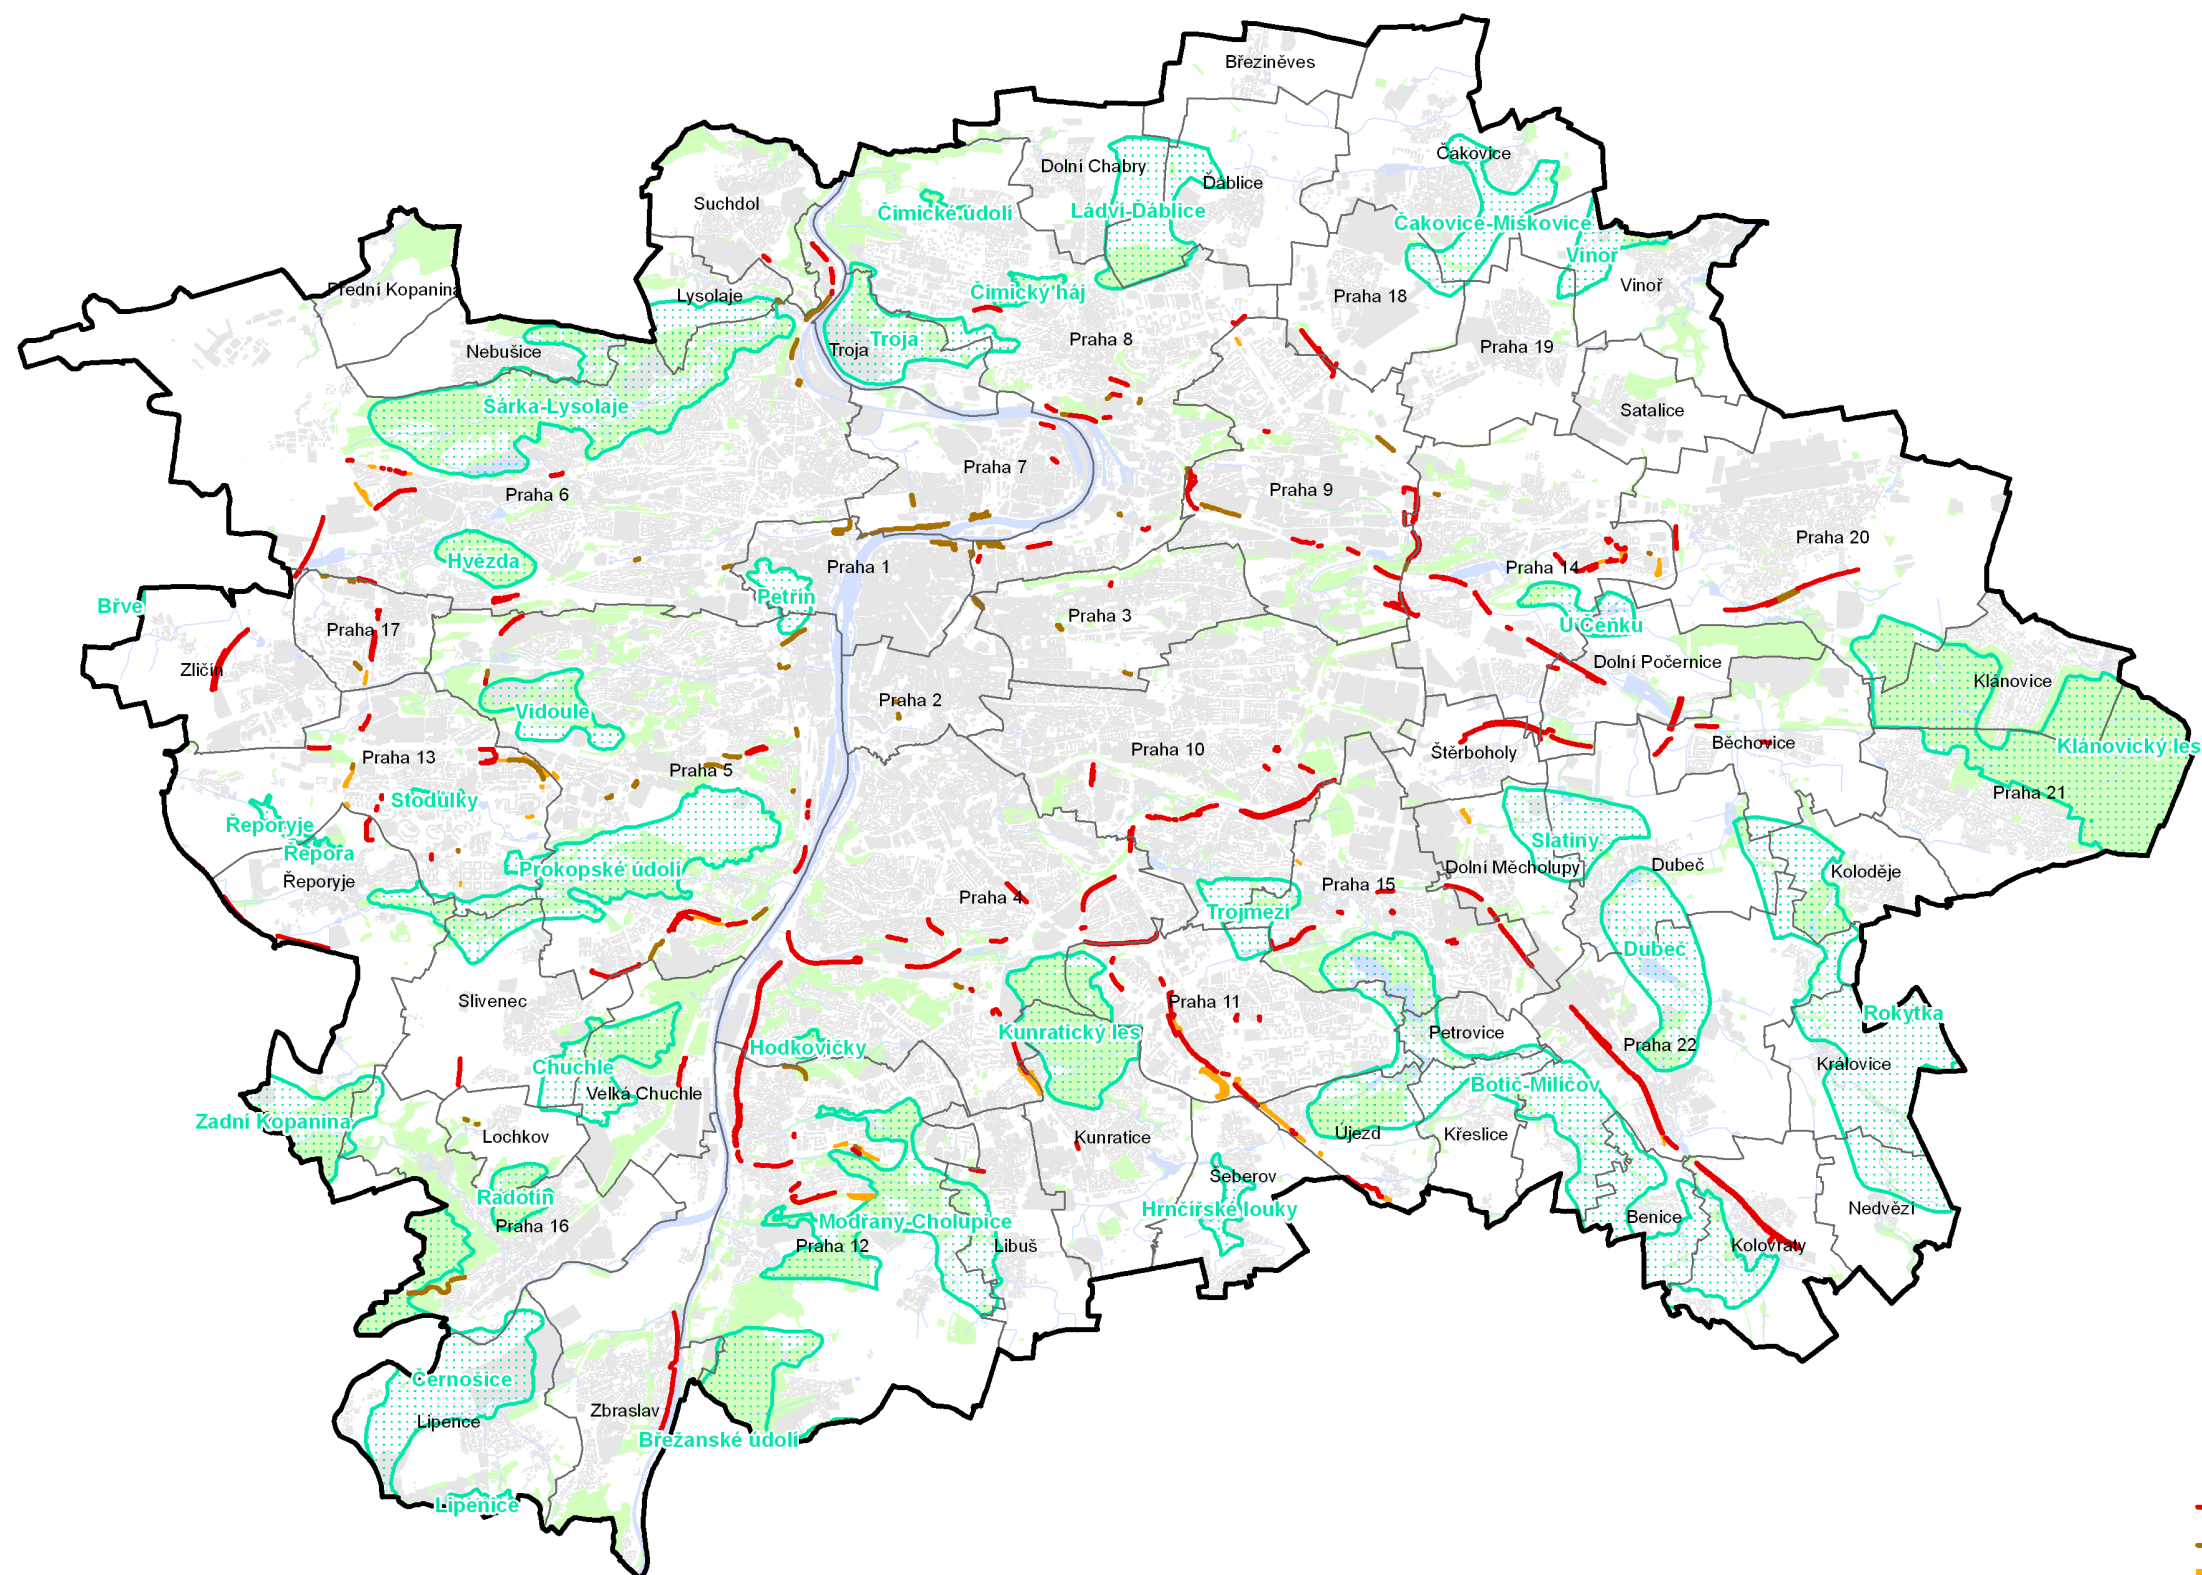 Březiněves
Čakovice
Dolní Chabry
Ďáblice
Suchdol
Čimické údolí
Ládví-Ďáblice
Čakovice-Miškovice
Vinoř
Vinoř
Přední Kopanina
Lysolaje
Čimický háj
Praha 18
Nebušice
Troja
Troja
Praha 8
Praha 19
Šárka-Lysolaje
Satalice
Praha 7
Praha 6
Praha 9
Praha 20
Hvězda
Praha 1
Praha 14
Břve
Petřín
Praha 3
U Čeňku
Praha 17
Zličín
Dolní Počernice
Klánovice
Vidoule
Praha 2
Praha 13
Praha 5
Praha 10
Štěrboholy
Běchovice
Klánovický les
Stodůlky
Praha 21
Řeporyje
Řepora
Slatiny
Řeporyje
Prokopské údolí
Praha 4
Praha 15
Dolní Měcholupy
Dubeč
Koloděje
Trojmezí
Dubeč
Slivenec
Praha 11
Rokytka
Kunratický les
Petrovice
Hodkovičky
Praha 22
Chuchle
Královice
Velká Chuchle
Botič-Milíčov
Zadní Kopanina
Lochkov
Kunratice
Újezd
Křeslice
Šeberov
Radotín
Praha 16
Modřany-Cholupice
Hrnčířské louky
Nedvězí
Benice
Praha 12
Libuš
Kolovraty
Černošice
Lipence
Zbraslav
Břežanské údolí
Lipenice